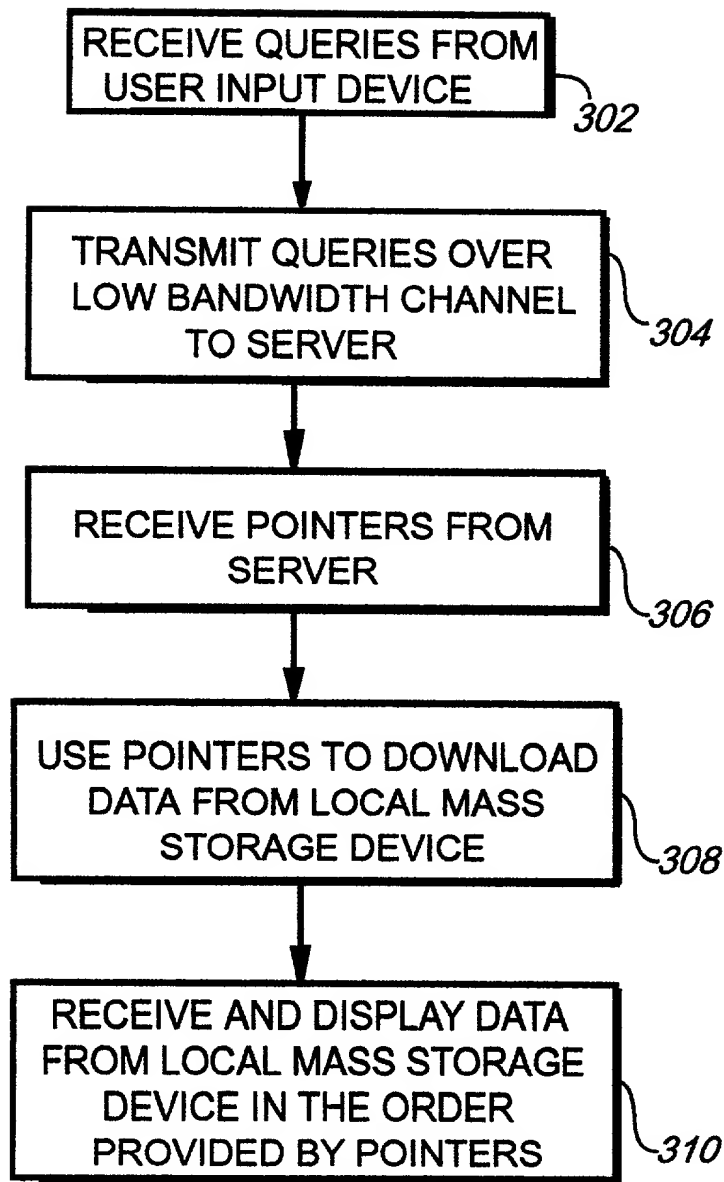 RECEIVE QUERIES FROM
USER INPUT DEVICE
302
TRANSMIT QUERIES OVER
LOW BANDWIDTH CHANNEL
TO SERVER
304
RECEIVE POINTERS FROM
SERVER
306
USE POINTERS TO DOWNLOAD
DATA FROM LOCAL MASS
STORAGE DEVICE
308
RECEIVE AND DISPLAY DATA
FROM LOCAL MASS STORAGE
DEVICE IN THE ORDER
PROVIDED BY POINTERS
310